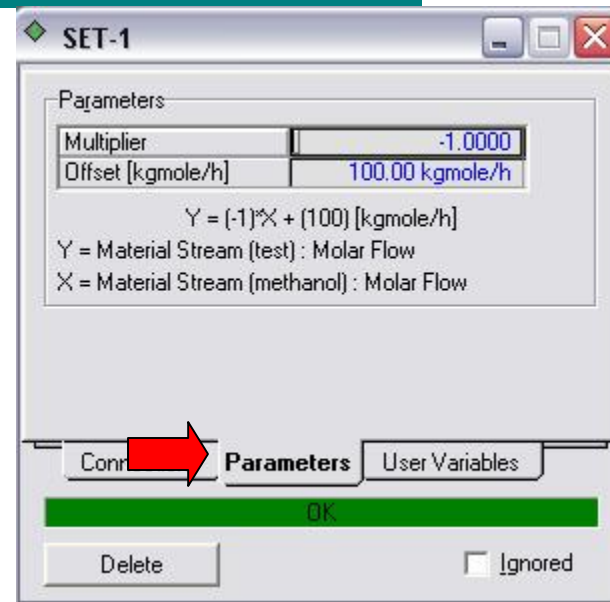 SET-1
Parameters
Multiplier -1.0000
Offset [kgmole/h] 100.00 kgmole/h
Y = (-1)*X + (100) [kgmole/h]
Y = Material Stream (test) : Molar Flow
X = Material Stream (methanol) : Molar Flow
Parameters User Variables
OK
Delete Ignored